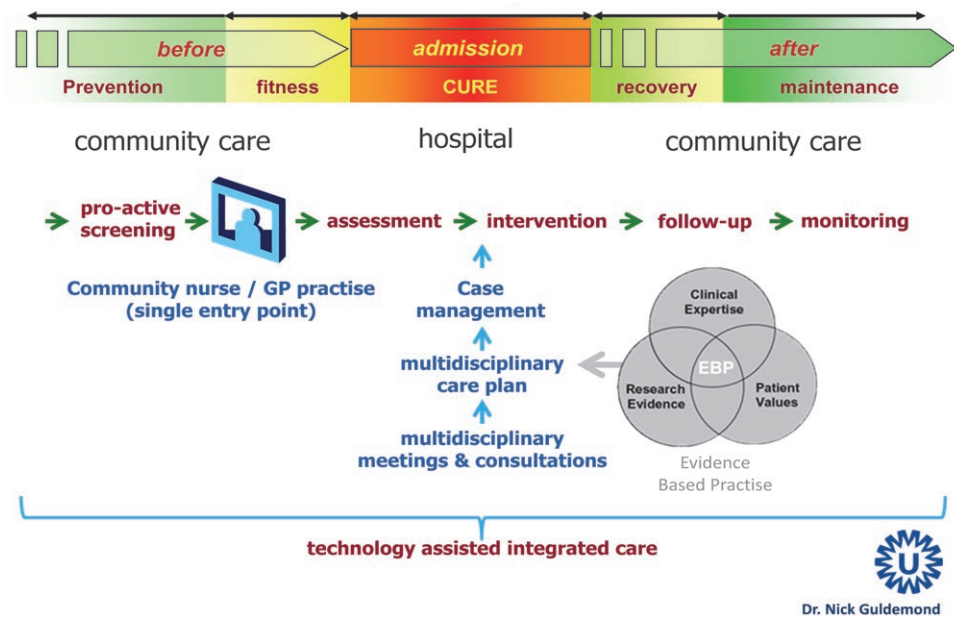 before admission after
Prevention fitness CURE recovery maintenance
community care hospital community care
pro-active
screening
assessment intervention follow-up monitoring
Community nurse / GP practise
(single entry point)
Case
management
multidisciplinary
care plan
multidisciplinary
meetings & consultations
Clinical
Expertise
EBP
Research
Evidence
Patient
Values
Evidence
Based Practise
technology assisted integrated care
U
Dr. Nick Guldemond